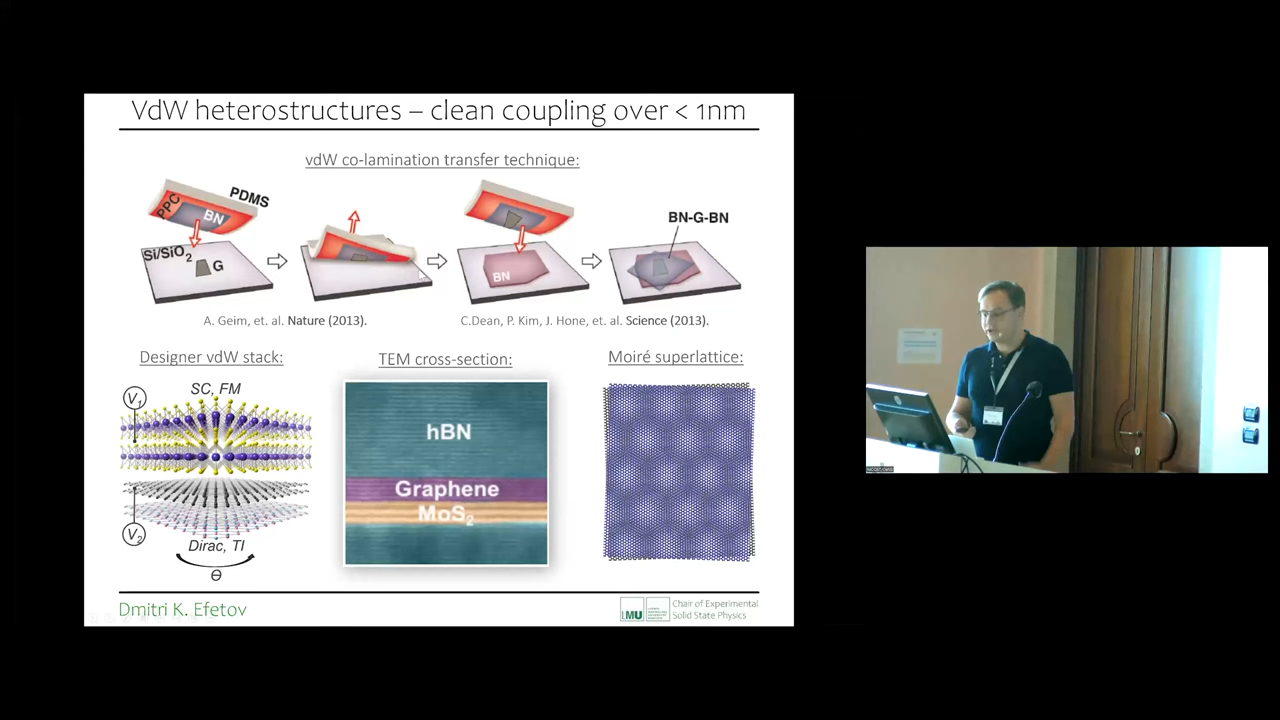 VdW heterostructures – clean coupling over < 1nm
vdW co-lamination transfer technique:
PPC
BN
PDMS
Si/SiO2
G
BN
BN-G-BN
A. Geim, et. al. Nature (2013).
C.Dean, P. Kim, J. Hone, et. al. Science (2013).
Designer vdW stack:
TEM cross-section:
Moiré superlattice:
V1
SC, FM
V2
Dirac, TI
Θ
hBN
Graphene
MoS2
Dmitri K. Efetov
LMU
Chair of Experimental
Solid State Physics